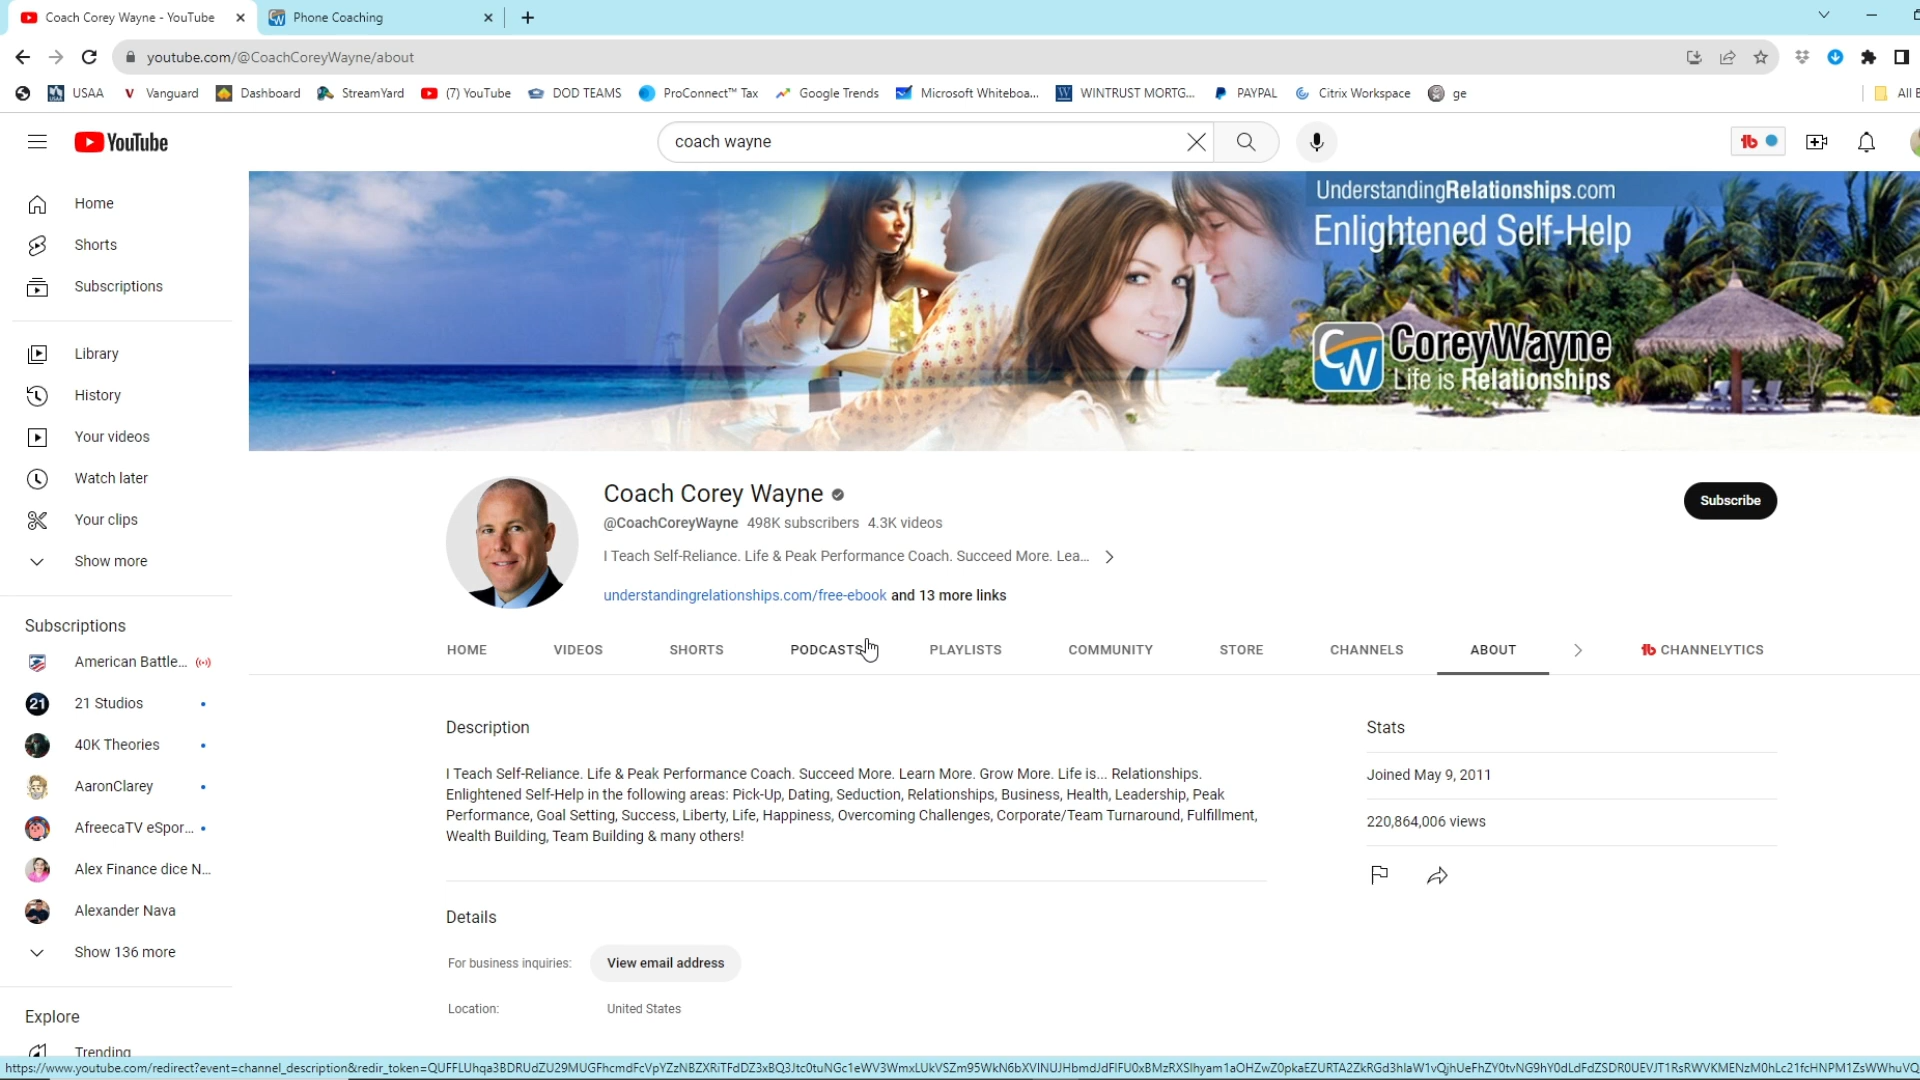 Coach Corey Wayne - YouTube
Phone Coaching
youtube.com/@CoachCoreyWayne/about
USAA
Vanguard
Dashboard
StreamYard
(7) YouTube
DOD TEAMS
ProConnect™ Tax
Google Trends
Microsoft Whiteboa...
WINTRUST MORTG...
PAYPAL
Citrix Workspace
ge
All
YouTube
coach wayne
Home
Shorts
Subscriptions
Library
History
Your videos
Watch later
Your clips
Show more
Subscriptions
American Battle...
21 Studios
40K Theories
AaronClarey
AfreecaTV eSpor...
Alex Finance dice N...
Alexander Nava
Show 136 more
Explore
Trending
UnderstandingRelationships.com
Enlightened Self-Help
CW
CoreyWayne
Life is Relationships
Coach Corey Wayne
@CoachCoreyWayne 498K subscribers 4.3K videos
I Teach Self-Reliance. Life & Peak Performance Coach. Succeed More. Lea...
understandingrelationships.com/free-ebook and 13 more links
Subscribe
HOME
VIDEOS
SHORTS
PODCASTS
PLAYLISTS
COMMUNITY
STORE
CHANNELS
ABOUT
CHANNELYTICS
Description
I Teach Self-Reliance. Life & Peak Performance Coach. Succeed More. Learn More. Grow More. Life is... Relationships.
Enlightened Self-Help in the following areas: Pick-Up, Dating, Seduction, Relationships, Business, Health, Leadership, Peak
Performance, Goal Setting, Success, Liberty, Life, Happiness, Overcoming Challenges, Corporate/Team Turnaround, Fulfillment,
Wealth Building, Team Building & many others!
Stats
Joined May 9, 2011
220,864,006 views
Details
For business inquiries:
View email address
Location:
United States